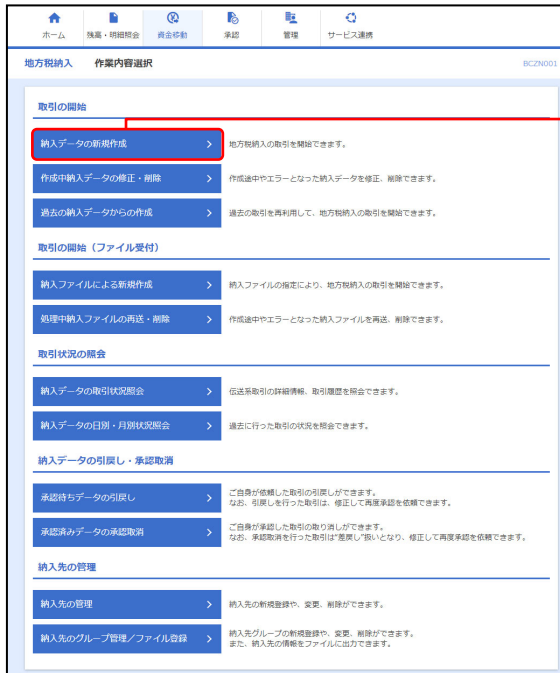 ホーム
残高・明細照会
資金移動
承認
管理
サービス連携
地方税納入 作業内容選択
BCZN001
取引の開始
納入データの新規作成
地方税納入の取引を開始できます。
作成中納入データの修正・削除
作成途中やエラーとなった納入データを修正、削除できます。
過去の納入データからの作成
過去の取引を再利用して、地方税納入の取引を開始できます。
取引の開始（ファイル受付）
納入ファイルによる新規作成
納入ファイルの指定により、地方税納入の取引を開始できます。
処理中納入ファイルの再送・削除
作成途中やエラーとなった納入ファイルを再送、削除できます。
取引状況の照会
納入データの取引状況照会
伝送系取引の詳細情報、取引履歴を照会できます。
納入データの日別・月別状況照会
過去に行った取引の状況を照会できます。
納入データの引戻し・承認取消
承認待ちデータの引戻し
ご自身が依頼した取引の引戻しができます。
なお、引戻しを行った取引は、修正して再度承認を依頼できます。
承認済みデータの承認取消
ご自身が承認した取引の取り消しができます。
なお、承認取消を行った取引は"差戻し"扱いとなり、修正して再度承認を依頼できます。
納入先の管理
納入先の管理
納入先の新規登録や、変更、削除ができます。
納入先のグループ管理／ファイル登録
納入先グループの新規登録や、変更、削除ができます。
また、納入先の情報をファイルに出力できます。